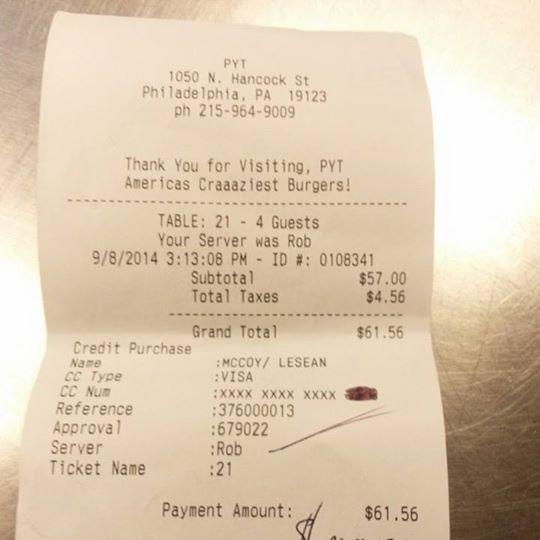 PYT
1050 N. Hancock St
Philadelphia, PA 19123
ph 215-964-9009
Thank You for Visiting, PYT
Americas Craaaziest Burgers!
TABLE: 21 - 4 Guests
Your Server was Rob
9/8/2014 3:13:08 PM - ID #: 0108341
Subtotal $57.00
Total Taxes $4.56
Grand Total $61.56
Credit Purchase
Name :MCCOY/ LESEAN
CC Type :VISA
CC Num :xxxx xxxx xxxx
Reference :376000013
Approval :679022
Server :Rob
Ticket Name :21
Payment Amount: $61.56
$